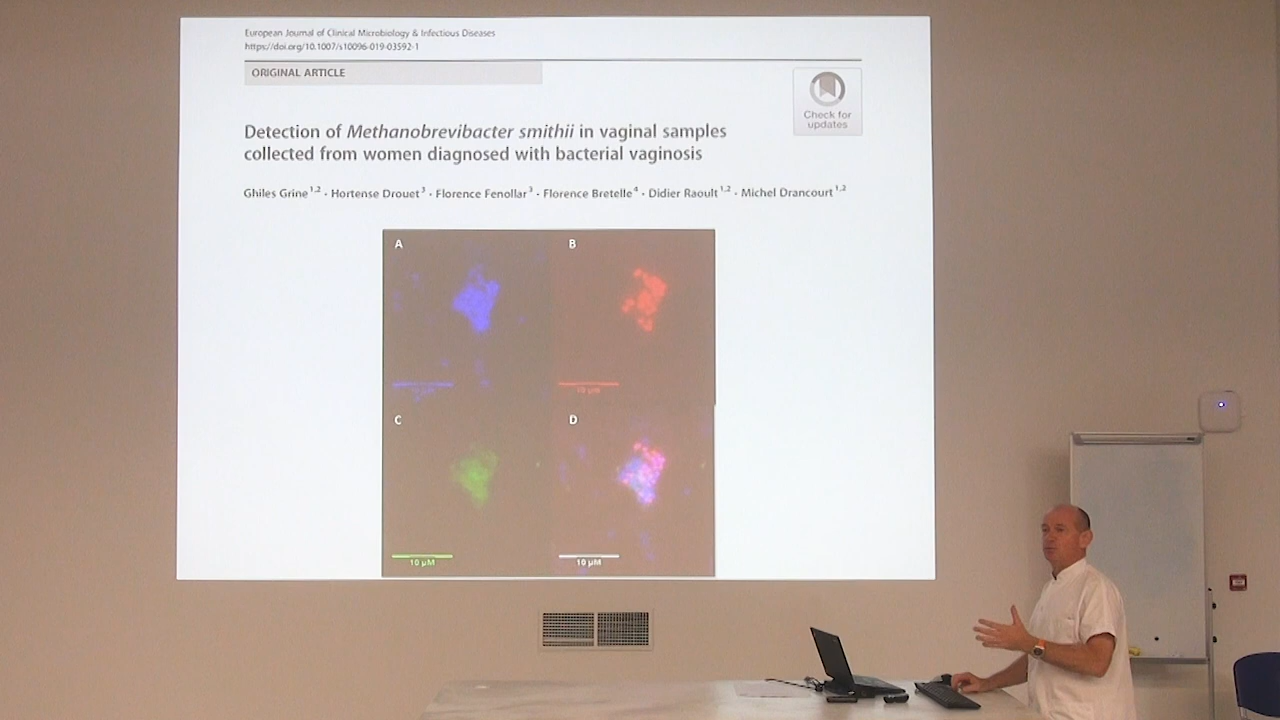 European Journal of Clinical Microbiology & Infectious Diseases
https://doi.org/10.1007/s10096-019-03592-1
ORIGINAL ARTICLE
Check for
updates
Detection of Methanobrevibacter smithii in vaginal samples
collected from women diagnosed with bacterial vaginosis
Ghiles Grine 1,2 · Hortense Drouet 3 · Florence Fenollar 3 · Florence Bretelle 4 · Didier Raoult 1,2 · Michel Drancourt 1,2
A
B
10 µM
C
D
10 µM
10 µM